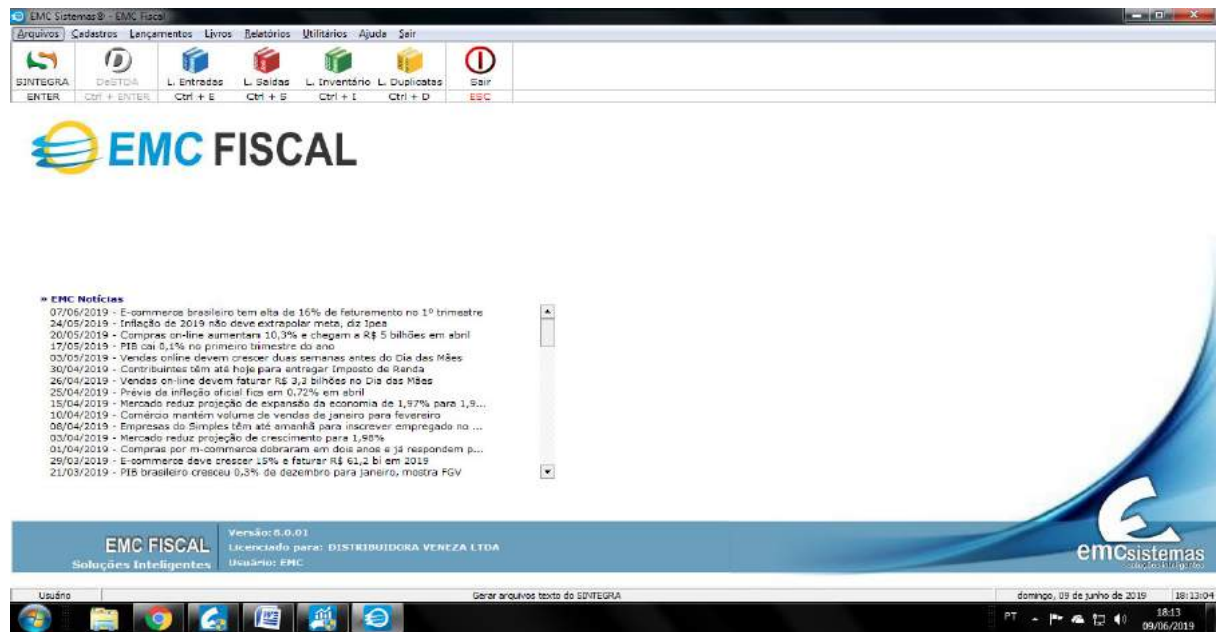 EMC Sistemas® - EMC Fiscal
Arquivos Cadastros Lançamentos Livros Relatórios Utilitários Ajuda Sair
SINTEGRA DeSTDA L. Entradas L. Saídas L. Inventário L. Duplicatas Sair
ENTER Ctrl + ENTER Ctrl + E Ctrl + S Ctrl + I Ctrl + D ESC
EMC FISCAL
» EMC Notícias
07/06/2019 - E-commerce brasileiro tem alta de 16% de faturamento no 1º trimestre
24/05/2019 - Inflação de 2019 não deve extrapolar meta, diz Ipea
20/05/2019 - Compras on-line aumentam 10,3% e chegam a R$ 5 bilhões em abril
17/05/2019 - PIB cai 0,1% no primeiro trimestre do ano
03/05/2019 - Vendas online devem crescer duas semanas antes do Dia das Mães
30/04/2019 - Contribuintes têm até hoje para entregar Imposto de Renda
26/04/2019 - Vendas on-line devem faturar R$ 3,3 bilhões no Dia das Mães
25/04/2019 - Prévia da inflação oficial fica em 0,72% em abril
15/04/2019 - Mercado reduz projeção de expansão da economia de 1,97% para 1,9...
10/04/2019 - Comércio mantém volume de vendas de janeiro para fevereiro
08/04/2019 - Empresas do Simples têm até amanhã para inscrever empregado no ...
03/04/2019 - Mercado reduz projeção de crescimento para 1,98%
01/04/2019 - Compras por m-commerce dobraram em dois anos e já respondem p...
29/03/2019 - E-commerce deve crescer 15% e faturar R$ 61,2 bi em 2019
21/03/2019 - PIB brasileiro cresceu 0,3% de dezembro para janeiro, mostra FGV
EMC FISCAL
Soluções Inteligentes
Versão: 6.0.01
Licenciado para: DISTRIBUIDORA VENEZA LTDA
Usuário: EMC
emcsistemas
soluções inteligentes
Usuário Gerar arquivos texto do SINTEGRA domingo, 09 de junho de 2019 18:13:04
PT 18:13
09/06/2019